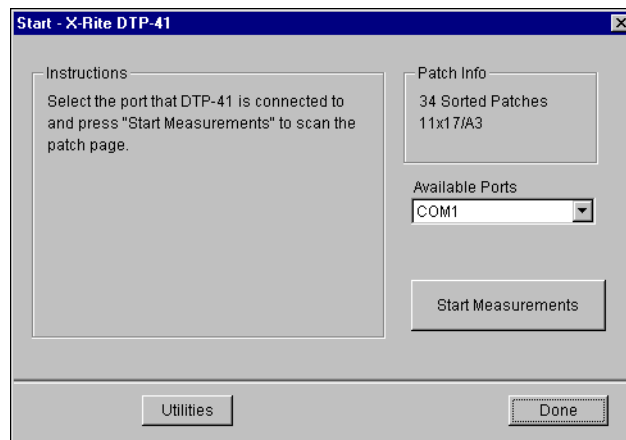 Start - X-Rite DTP-41
Instructions
Select the port that DTP-41 is connected to
and press "Start Measurements" to scan the
patch page.
Patch Info
34 Sorted Patches
11x17/A3
Available Ports
COM1
Start Measurements
Utilities
Done